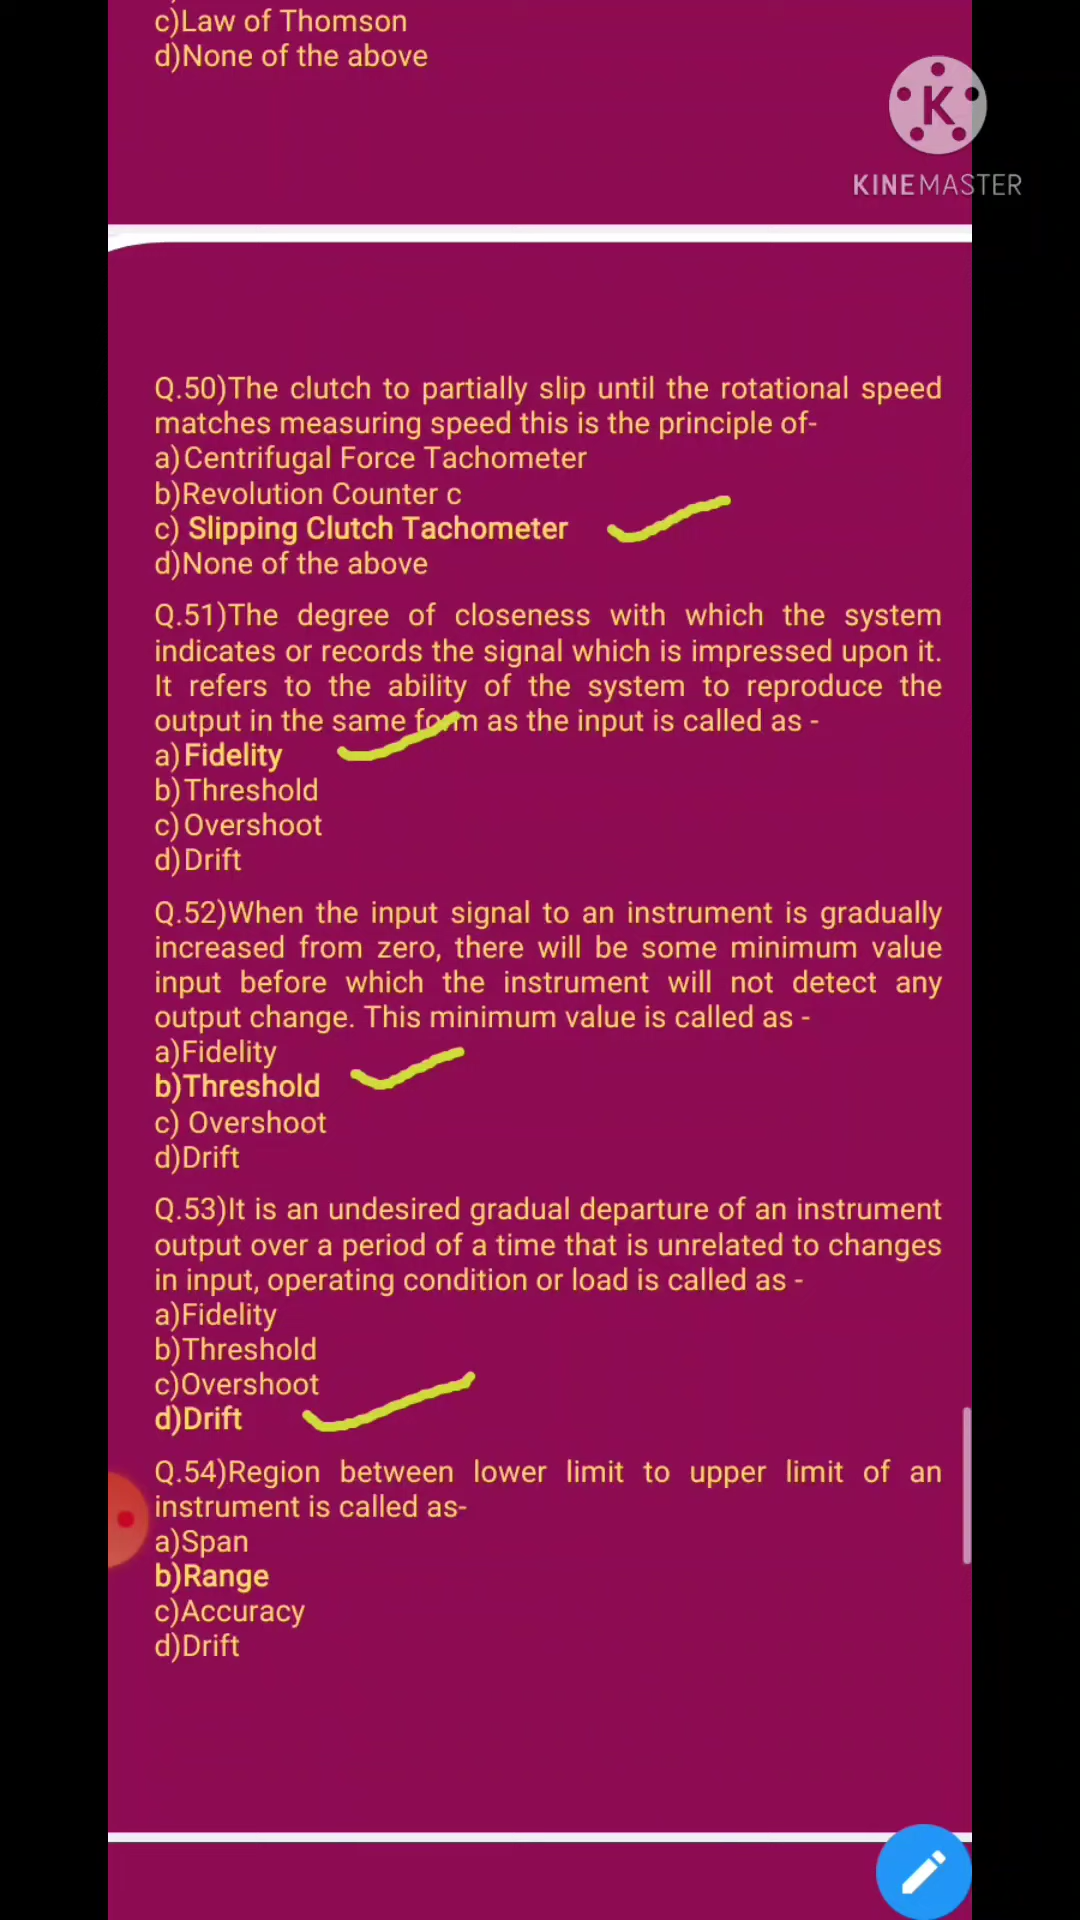 c)Law of Thomson
d)None of the above
K
KINEMASTER
Q.50)The clutch to partially slip until the rotational speed
matches measuring speed this is the principle of-
a)Centrifugal Force Tachometer
b)Revolution Counter c
c) Slipping Clutch Tachometer
d)None of the above
Q.51)The degree of closeness with which the system
indicates or records the signal which is impressed upon it.
It refers to the ability of the system to reproduce the
output in the same form as the input is called as -
a)Fidelity
b)Threshold
c)Overshoot
d)Drift
Q.52)When the input signal to an instrument is gradually
increased from zero, there will be some minimum value
input before which the instrument will not detect any
output change. This minimum value is called as -
a)Fidelity
b)Threshold
c) Overshoot
d)Drift
Q.53)It is an undesired gradual departure of an instrument
output over a period of a time that is unrelated to changes
in input, operating condition or load is called as -
a)Fidelity
b)Threshold
c)Overshoot
d)Drift
Q.54)Region between lower limit to upper limit of an
instrument is called as-
a)Span
b)Range
c)Accuracy
d)Drift